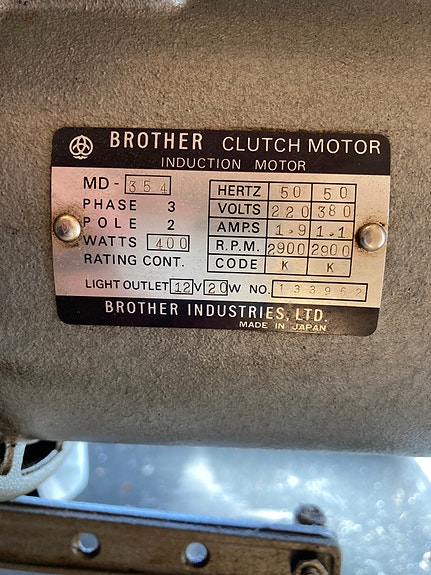 BROTHER CLUTCH MOTOR
INDUCTION MOTOR
MD-354
PHASE 3
POLE 2
WATTS 400
RATING CONT.
HERTZ 50 50
VOLTS 220 380
AMPS 1.9 1.1
R.P.M. 2900 2900
CODE K K
LIGHT OUTLET 12V 20W NO. 133962
BROTHER INDUSTRIES, LTD.
MADE IN JAPAN